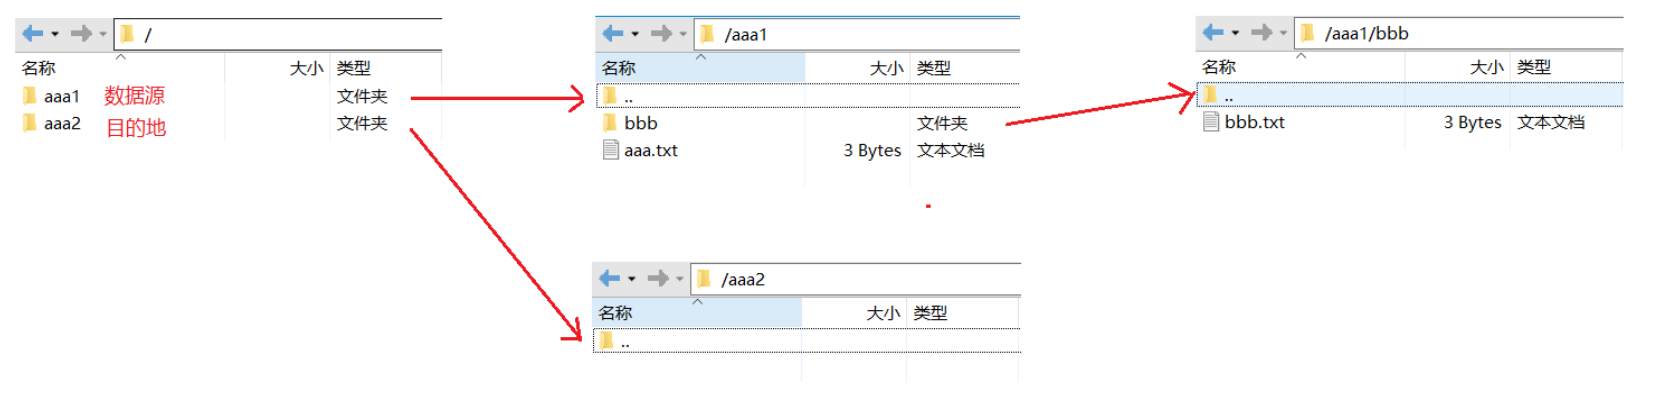 /
名称 大小 类型
aaa1 数据源 文件夹
aaa2 目的地 文件夹
/aaa1
名称 大小 类型
..
bbb 文件夹
aaa.txt 3 Bytes 文本文档
/aaa1/bbb
名称 大小 类型
..
bbb.txt 3 Bytes 文本文档
/aaa2
名称 大小 类型
..